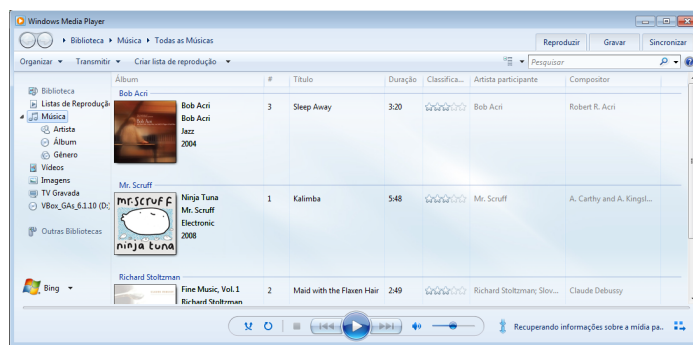 Windows Media Player
Biblioteca ▸ Música ▸ Todas as Músicas
Reproduzir Gravar Sincronizar
Organizar Transmitir Criar lista de reprodução
Pesquisar
Álbum # Título Duração Classifica... Artista participante Compositor
Biblioteca
Listas de Reproduçã
Música
Artista
Álbum
Gênero
Vídeos
Imagens
TV Gravada
VBox_GAs_6.1.10 (D:)
Outras Bibliotecas
Bing
Bob Acri
Bob Acri
Bob Acri
Jazz
2004
3 Sleep Away 3:20 Bob Acri Robert R. Acri
Mr. Scruff
mr.scruff
ninja tuna
Ninja Tuna
Mr. Scruff
Electronic
2008
1 Kalimba 5:48 Mr. Scruff A. Carthy and A. Kingsl...
Richard Stoltzman
Fine Music, Vol. 1
Richard Stoltzman
2 Maid with the Flaxen Hair 2:49 Richard Stoltzman; Slov... Claude Debussy
Recuperando informações sobre a mídia pa..